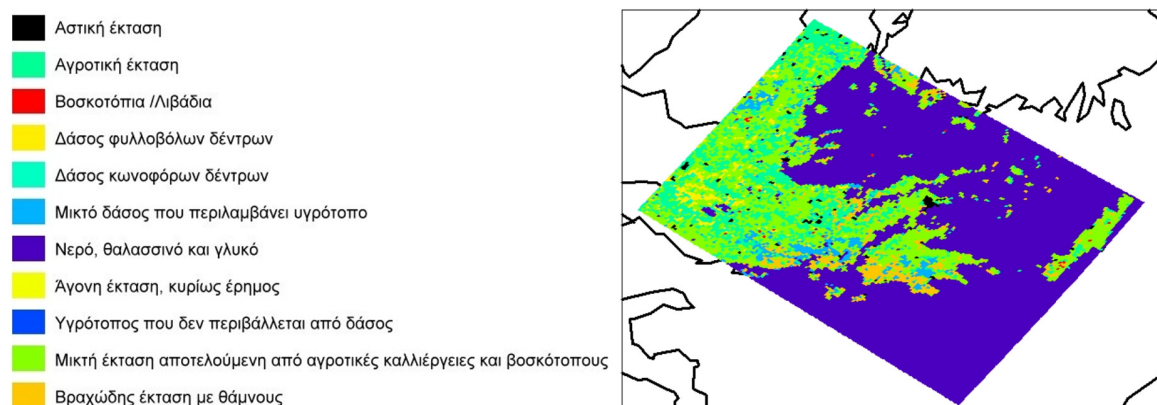 Αστική έκταση
Αγροτική έκταση
Βοσκοτόπια /Λιβάδια
Δάσος φυλλοβόλων δέντρων
Δάσος κωνοφόρων δέντρων
Μικτό δάσος που περιλαμβάνει υγρότοπο
Νερό, θαλασσινό και γλυκό
Άγονη έκταση, κυρίως έρημος
Υγρότοπος που δεν περιβάλλεται από δάσος
Μικτή έκταση αποτελούμενη από αγροτικές καλλιέργειες και βοσκότοπους
Βραχώδης έκταση με θάμνους